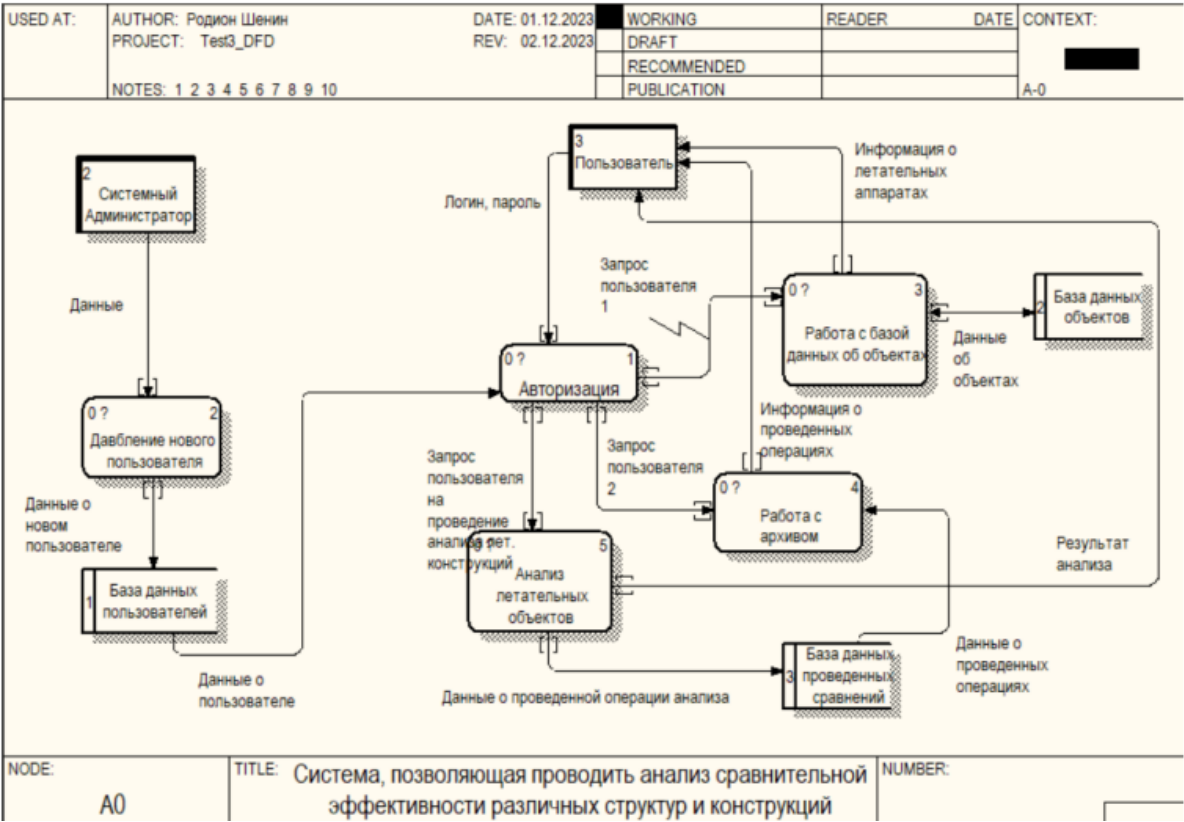 USED AT:
AUTHOR: Родион Шенин
DATE: 01.12.2023
WORKING
READER
DATE
CONTEXT:
PROJECT: Test3_DFD
REV: 02.12.2023
DRAFT
RECOMMENDED
NOTES: 1 2 3 4 5 6 7 8 9 10
PUBLICATION
A-0
2
Системный
Администратор
3
Пользователь
Информация о
летательных
аппаратах
Логин, пароль
Данные
Запрос
пользователя
1
0 ?
3
Работа с базой
данных об объектах
2
База данных
объектов
Данные
об
объектах
0 ?
1
Авторизация
0 ?
2
Давбление нового
пользователя
Информация о
проведенных
операциях
Запрос
пользователя
на
проведение
анализа лет.
конструкций
Запрос
пользователя
2
0 ?
4
Работа с
архивом
Данные о
новом
пользователе
5
Анализ
летательных
объектов
Результат
анализа
1
База данных
пользователей
Данные о
пользователе
Данные о проведенной операции анализа
3
База данных
проведенных
сравнений
Данные о
проведенных
операциях
NODE:
A0
TITLE:
Система, позволяющая проводить анализ сравнительной
эффективности различных структур и конструкций
NUMBER: